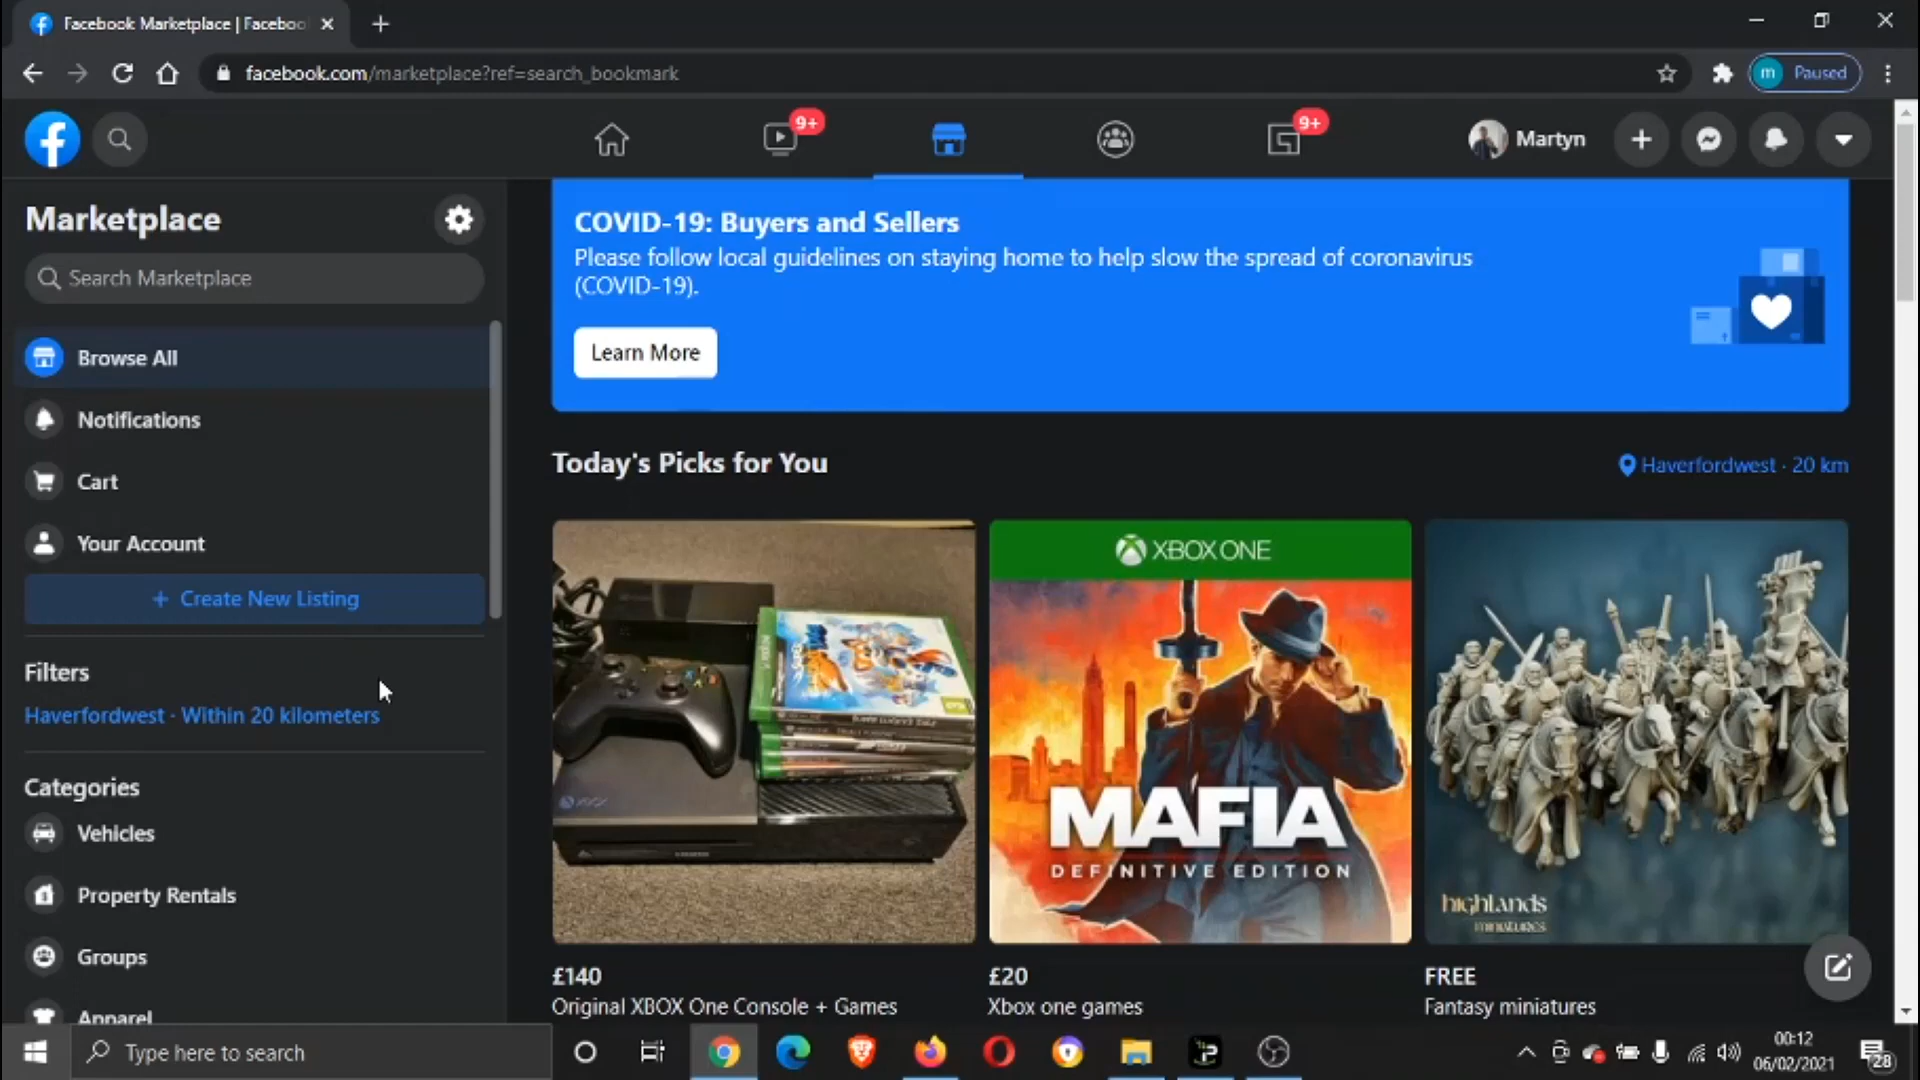 Facebook Marketplace | Faceboo
facebook.com/marketplace?ref=search_bookmark
m Paused
9+
9+
Martyn
Marketplace
Search Marketplace
Browse All
Notifications
Cart
Your Account
+ Create New Listing
Filters
Haverfordwest · Within 20 kilometers
Categories
Vehicles
Property Rentals
Groups
Apparel
COVID-19: Buyers and Sellers
Please follow local guidelines on staying home to help slow the spread of coronavirus
(COVID-19).
Learn More
Today's Picks for You
Haverfordwest · 20 km
XBOX ONE
MAFIA
DEFINITIVE EDITION
highlands
miniatures
£140
Original XBOX One Console + Games
£20
Xbox one games
FREE
Fantasy miniatures
Type here to search
00:12
06/02/2021
28